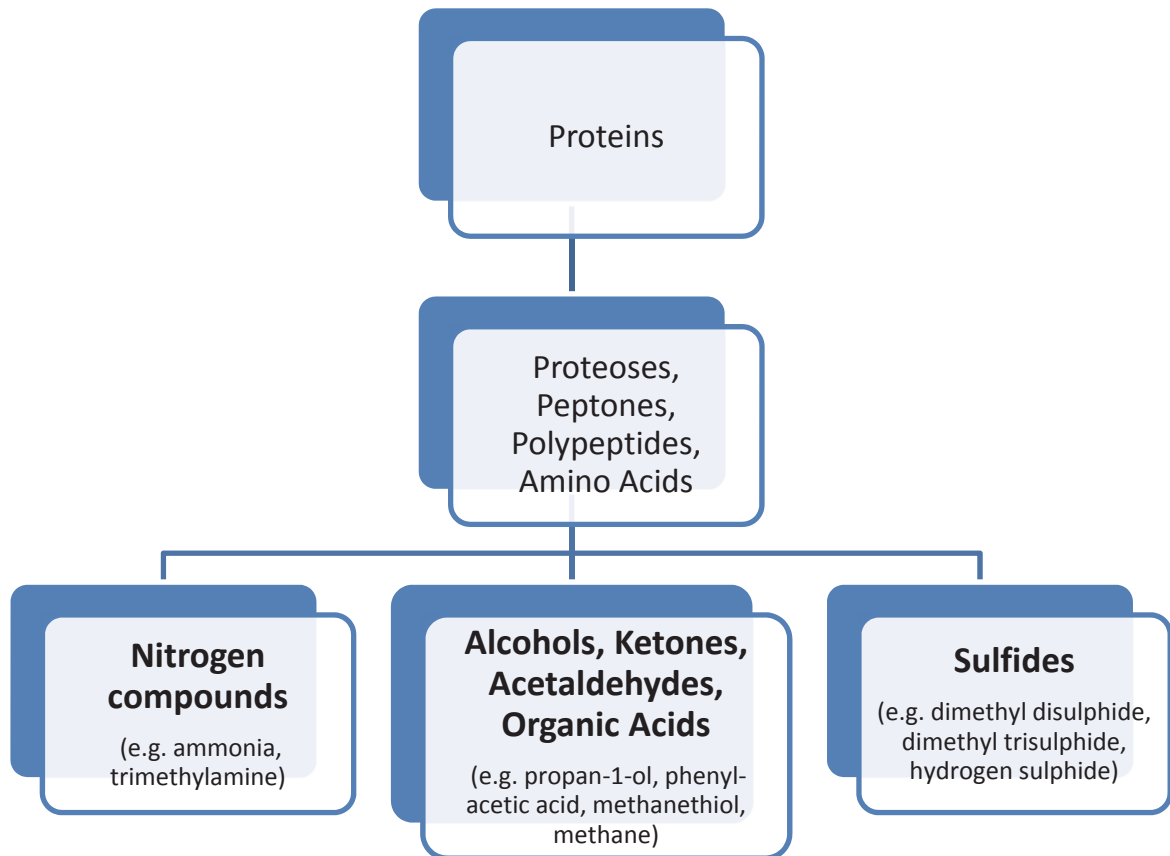 Proteins
Proteoses,
Peptones,
Polypeptides,
Amino Acids
Nitrogen
compounds
(e.g. ammonia,
trimethylamine)
Alcohols, Ketones,
Acetaldehydes,
Organic Acids
(e.g. propan-1-ol, phenyl-
acetic acid, methanethiol,
methane)
Sulfides
(e.g. dimethyl disulphide,
dimethyl trisulphide,
hydrogen sulphide)